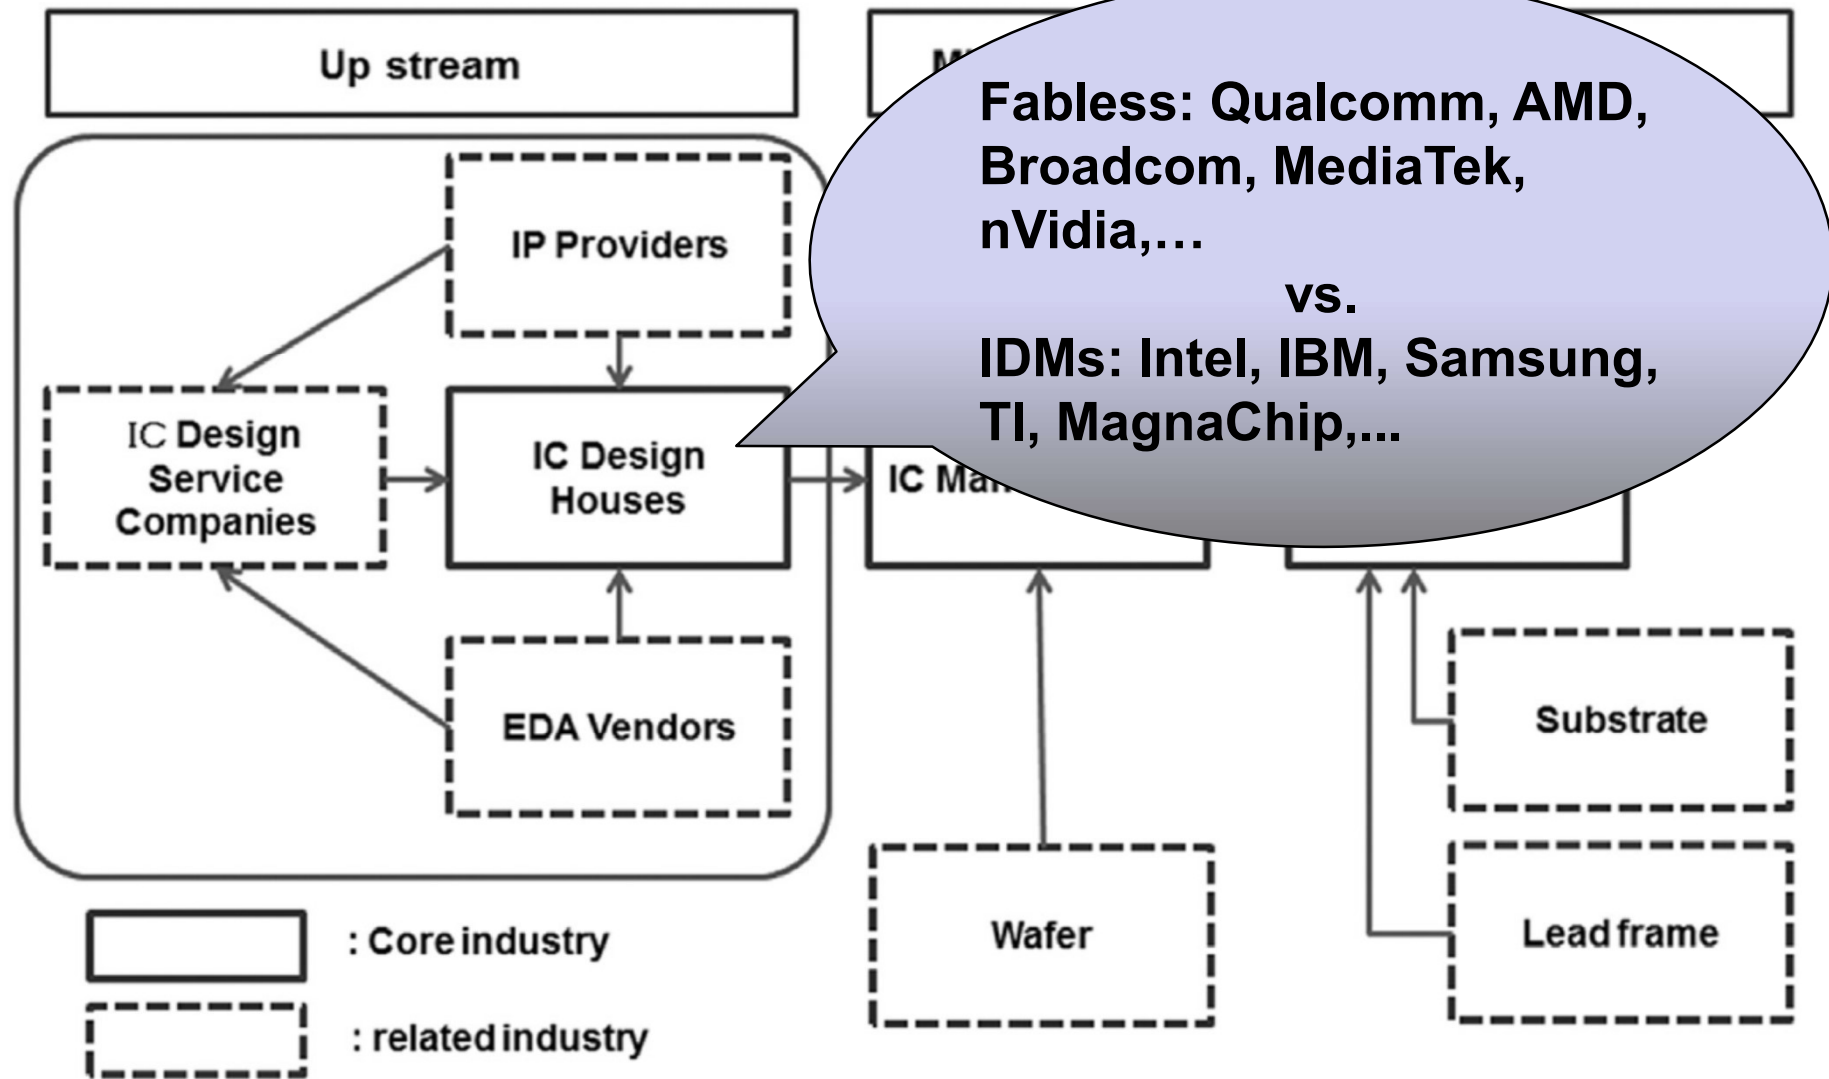 Up stream
Fabless: Qualcomm, AMD,
Broadcom, MediaTek,
nVidia,…
vs.
IDMs: Intel, IBM, Samsung,
TI, MagnaChip,...
IP Providers
IC Design
Service
Companies
IC Design
Houses
IC
EDA Vendors
Substrate
Wafer
Lead frame
: Core industry
: related industry